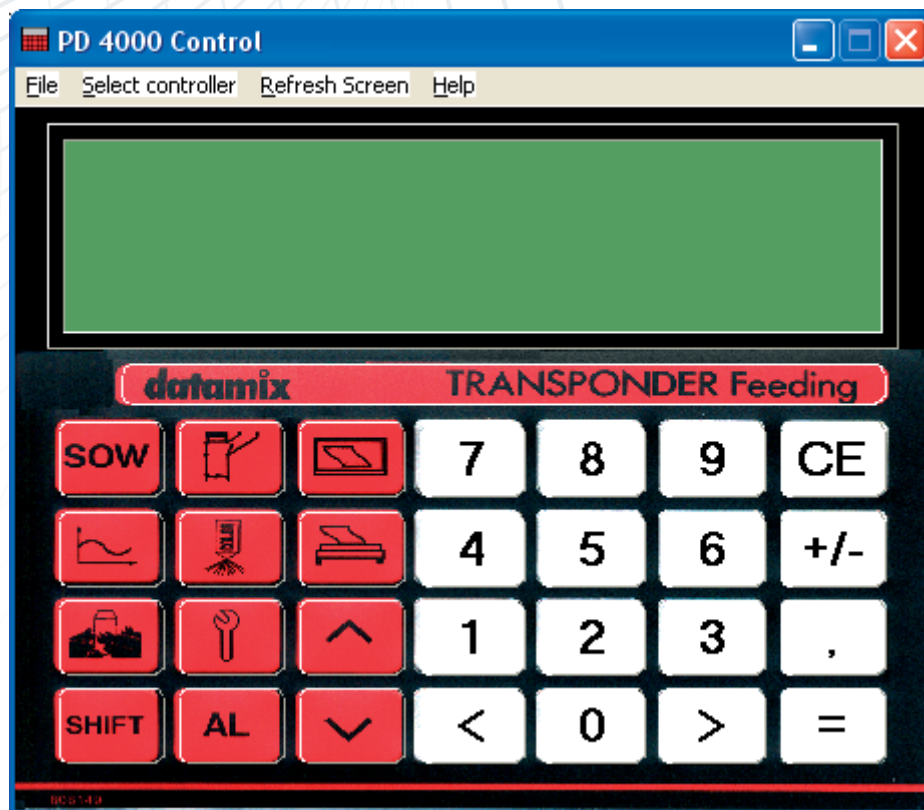 PD 4000 Control
File Select controller Refresh Screen Help
datamix TRANSPONDER Feeding
SOW 7 8 9 CE
4 5 6 +/-
1 2 3 ,
SHIFT AL < 0 > =